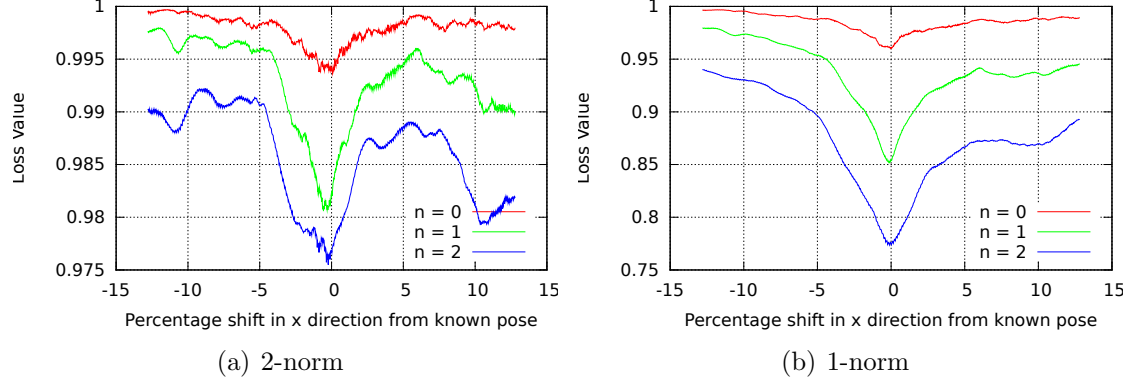 1
0.995
0.99
0.985
0.98
0.975
Loss Value
-15 -10 -5 0 5 10 15
Percentage shift in x direction from known pose
n = 0
n = 1
n = 2
(a) 2-norm
1
0.95
0.9
0.85
0.8
0.75
Loss Value
-15 -10 -5 0 5 10 15
Percentage shift in x direction from known pose
n = 0
n = 1
n = 2
(b) 1-norm